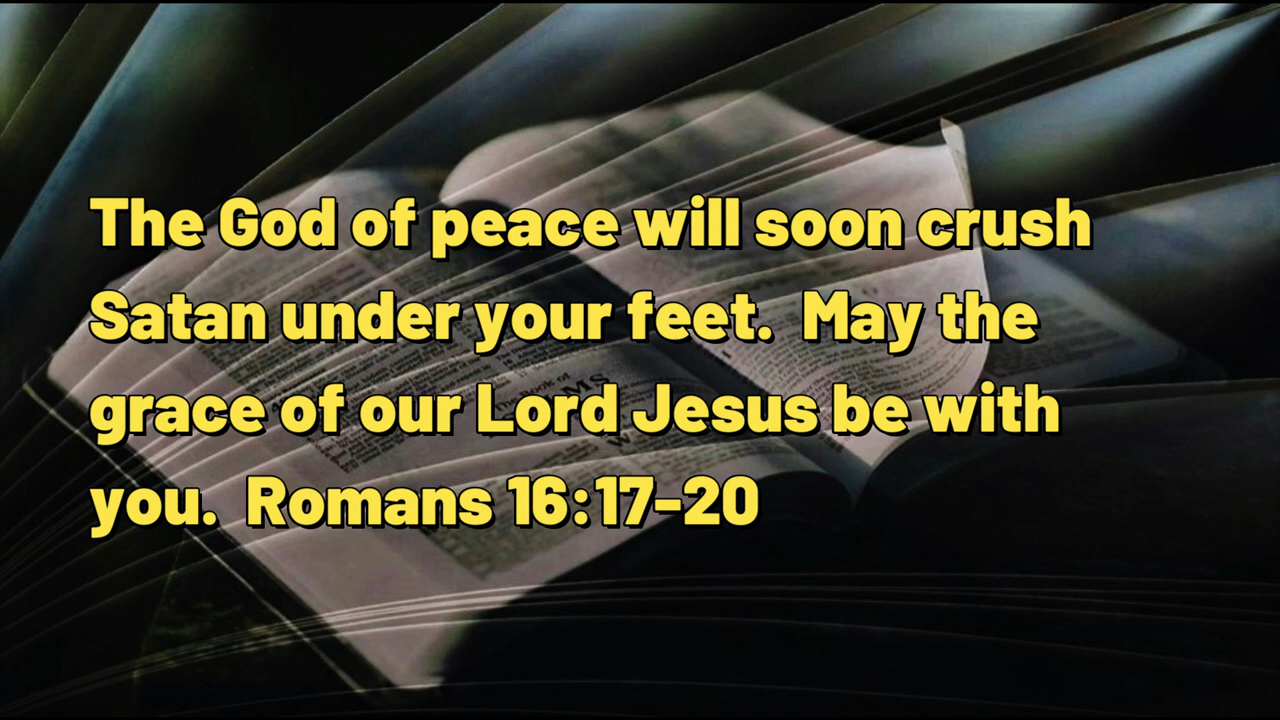 The God of peace will soon crush
Satan under your feet.  May the
grace of our Lord Jesus be with
you.  Romans 16:17-20